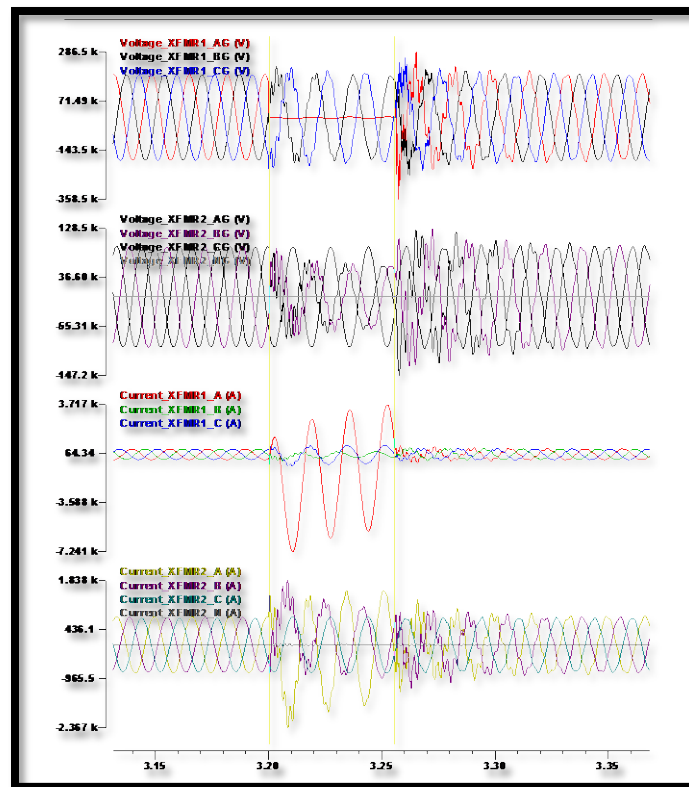 Voltage_XFMR1_AG (V)
Voltage_XFMR1_BG (V)
Voltage_XFMR1_CG (V)
286.5 k
71.49 k
-143.5 k
-358.5 k
Voltage_XFMR2_AG (V)
Voltage_XFMR2_BG (V)
Voltage_XFMR2_CG (V)
Voltage_XFMR2_NG (V)
128.5 k
36.60 k
-55.31 k
-147.2 k
Current_XFMR1_A (A)
Current_XFMR1_B (A)
Current_XFMR1_C (A)
3.717 k
64.34
-3.588 k
-7.241 k
Current_XFMR2_A (A)
Current_XFMR2_B (A)
Current_XFMR2_C (A)
Current_XFMR2_N (A)
1.838 k
436.1
-965.5
-2.367 k
3.15
3.20
3.25
3.30
3.35